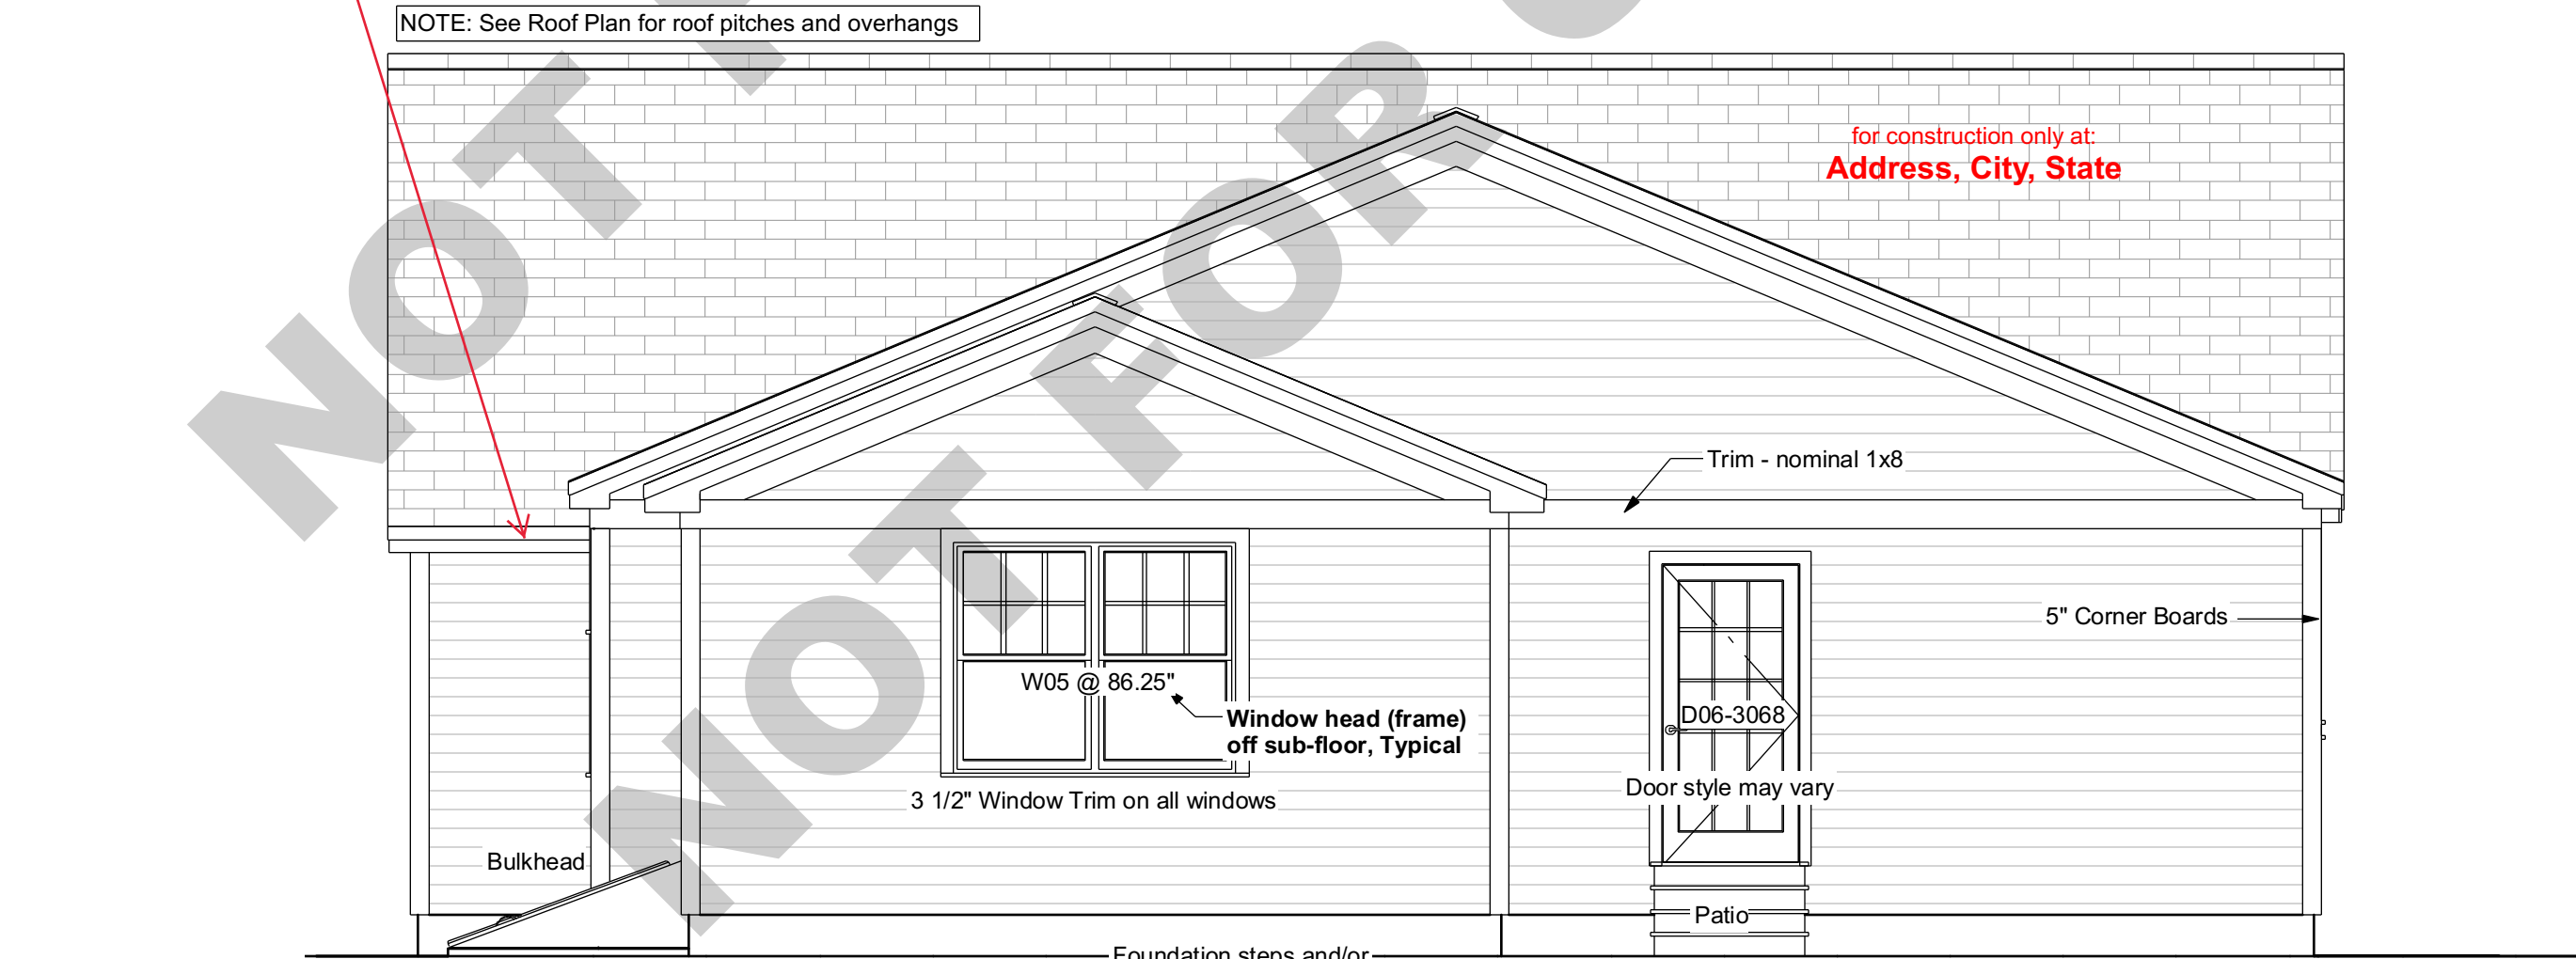 NOTE: See Roof Plan for roof pitches and overhangs
NOT
NOT FOR
for construction only at:
Address, City, State
Trim - nominal 1x8
5" Corner Boards
W05 @ 86.25"
Window head (frame)
off sub-floor, Typical
D06-3068
3 1/2" Window Trim on all windows
Door style may vary
Bulkhead
Patio
Foundation steps and/or